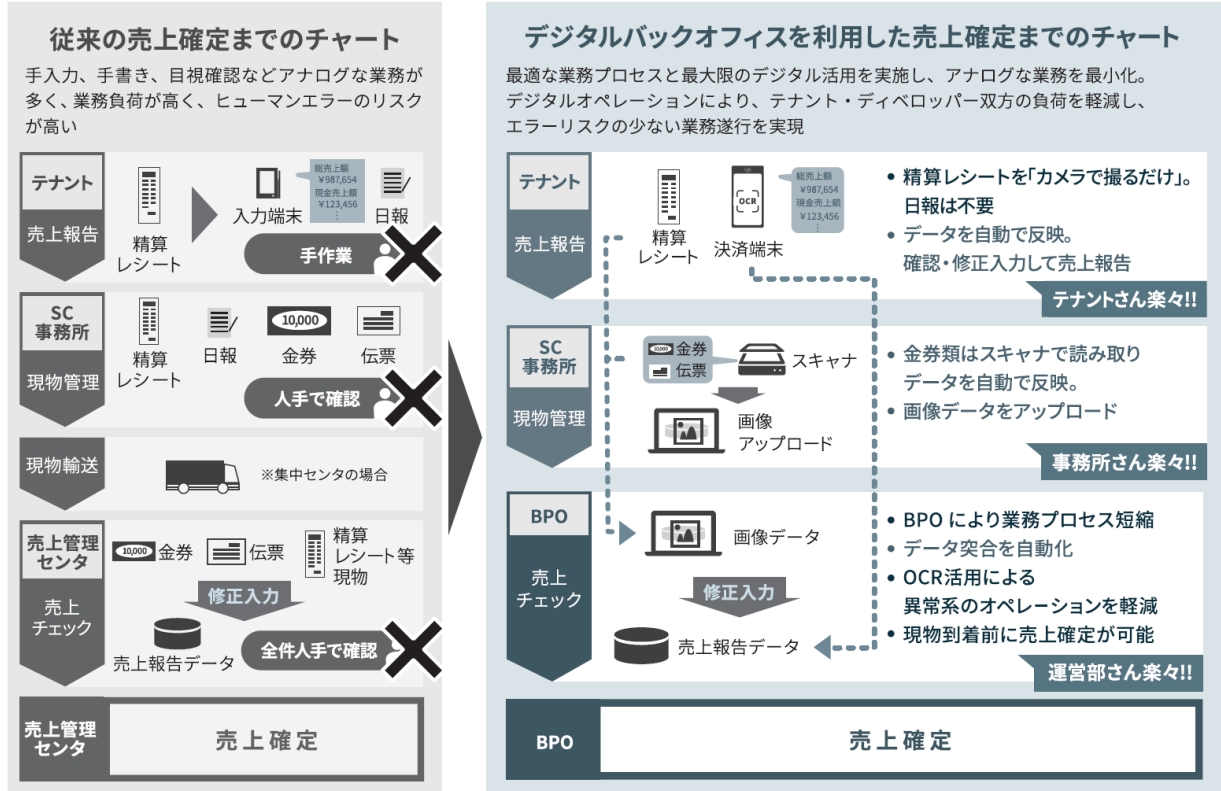 従来の売上確定までのチャート
手入力、手書き、目視確認などアナログな業務が
多く、業務負荷が高く、ヒューマンエラーのリスク
が高い
テナント
売上報告
精算
レシート
入力端末
総売上額
¥987,654
現金売上額
¥123,456
⋮
日報
手作業
SC
事務所
現物管理
精算
レシート
日報
10,000
金券
伝票
人手で確認
現物輸送
※集中センタの場合
売上管理
センタ
売上
チェック
10,000
金券
伝票
精算
レシート等
現物
修正入力
売上報告データ
全件人手で確認
売上管理
センタ
売上確定
デジタルバックオフィスを利用した売上確定までのチャート
最適な業務プロセスと最大限のデジタル活用を実施し、アナログな業務を最小化。
デジタルオペレーションにより、テナント・ディベロッパー双方の負荷を軽減し、
エラーリスクの少ない業務遂行を実現
テナント
売上報告
精算
レシート
OCR
決済端末
総売上額
¥987,654
現金売上額
¥123,456
⋮
• 精算レシートを「カメラで撮るだけ」。
日報は不要
• データを自動で反映。
確認・修正入力して売上報告
テナントさん楽々!!
SC
事務所
現物管理
10,000
金券
伝票
スキャナ
画像
アップロード
• 金券類はスキャナで読み取り
データを自動で反映。
• 画像データをアップロード
事務所さん楽々!!
BPO
売上
チェック
画像データ
修正入力
売上報告データ
• BPO により業務プロセス短縮
• データ突合を自動化
• OCR活用による
異常系のオペレーションを軽減
• 現物到着前に売上確定が可能
運営部さん楽々!!
BPO
売上確定